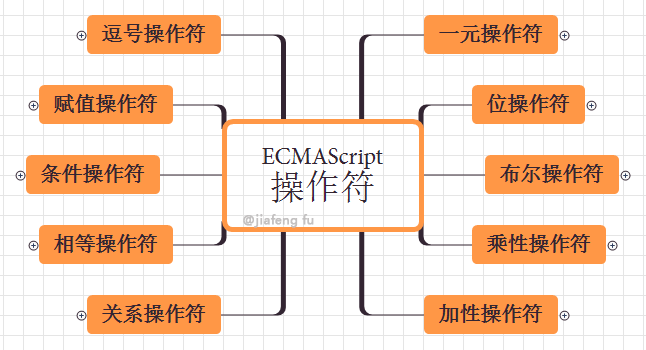 逗号操作符
一元操作符
赋值操作符
位操作符
ECMAScript
操作符
条件操作符
布尔操作符
@jiafeng fu
相等操作符
乘性操作符
关系操作符
加性操作符